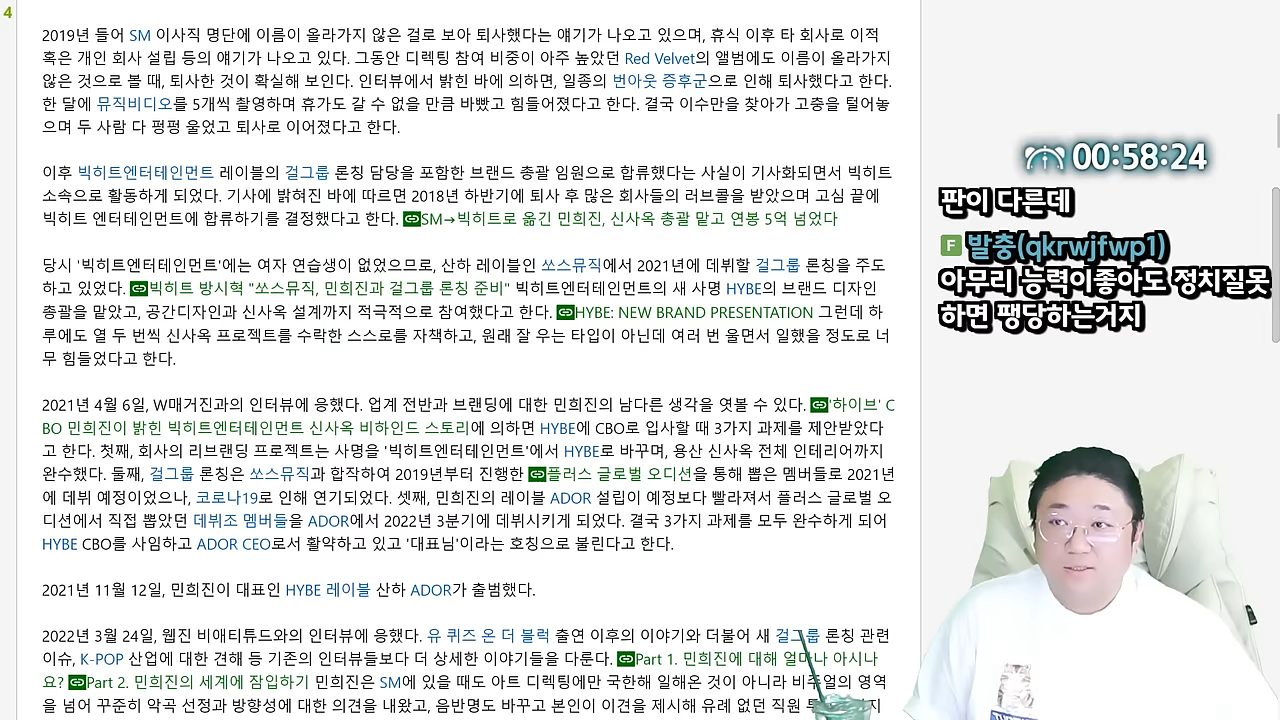 4
2019년 들어 SM 이사직 명단에 이름이 올라가지 않은 걸로 보아 퇴사했다는 얘기가 나오고 있으며, 휴식 이후 타 회사로 이적
혹은 개인 회사 설립 등의 얘기가 나오고 있다. 그동안 디렉팅 참여 비중이 아주 높았던 Red Velvet의 앨범에도 이름이 올라가지
않은 것으로 볼 때, 퇴사한 것이 확실해 보인다. 인터뷰에서 밝힌 바에 의하면, 일종의 번아웃 증후군으로 인해 퇴사했다고 한다.
한 달에 뮤직비디오를 5개씩 촬영하며 휴가도 갈 수 없을 만큼 바빴고 힘들어졌다고 한다. 결국 이수만을 찾아가 고충을 털어놓
으며 두 사람 다 펑펑 울었고 퇴사로 이어졌다고 한다.
이후 빅히트엔터테인먼트 레이블의 걸그룹 론칭 담당을 포함한 브랜드 총괄 임원으로 합류했다는 사실이 기사화되면서 빅히트
소속으로 활동하게 되었다. 기사에 밝혀진 바에 따르면 2018년 하반기에 퇴사 후 많은 회사들의 러브콜을 받았으며 고심 끝에
빅히트 엔터테인먼트에 합류하기를 결정했다고 한다. SM→빅히트로 옮긴 민희진, 신사옥 총괄 맡고 연봉 5억 넘었다
당시 '빅히트엔터테인먼트'에는 여자 연습생이 없었으므로, 산하 레이블인 쏘스뮤직에서 2021년에 데뷔할 걸그룹 론칭을 주도
하고 있었다. 빅히트 방시혁 "쏘스뮤직, 민희진과 걸그룹 론칭 준비" 빅히트엔터테인먼트의 새 사명 HYBE의 브랜드 디자인
총괄을 맡았고, 공간디자인과 신사옥 설계까지 적극적으로 참여했다고 한다. HYBE: NEW BRAND PRESENTATION 그런데 하
루에도 열 두 번씩 신사옥 프로젝트를 수락한 스스로를 자책하고, 원래 잘 우는 타입이 아닌데 여러 번 울면서 일했을 정도로 너
무 힘들었다고 한다.
2021년 4월 6일, W매거진과의 인터뷰에 응했다. 업계 전반과 브랜딩에 대한 민희진의 남다른 생각을 엿볼 수 있다. '하이브' C
BO 민희진이 밝힌 빅히트엔터테인먼트 신사옥 비하인드 스토리에 의하면 HYBE에 CBO로 입사할 때 3가지 과제를 제안받았다
고 한다. 첫째, 회사의 리브랜딩 프로젝트는 사명을 '빅히트엔터테인먼트'에서 HYBE로 바꾸며, 용산 신사옥 전체 인테리어까지
완수했다. 둘째, 걸그룹 론칭은 쏘스뮤직과 합작하여 2019년부터 진행한 플러스 글로벌 오디션을 통해 뽑은 멤버들로 2021년
에 데뷔 예정이었으나, 코로나19로 인해 연기되었다. 셋째, 민희진의 레이블 ADOR 설립이 예정보다 빨라져서 플러스 글로벌 오
디션에서 직접 뽑았던 데뷔조 멤버들을 ADOR에서 2022년 3분기에 데뷔시키게 되었다. 결국 3가지 과제를 모두 완수하게 되어
HYBE CBO를 사임하고 ADOR CEO로서 활약하고 있고 '대표님'이라는 호칭으로 불린다고 한다.
2021년 11월 12일, 민희진이 대표인 HYBE 레이블 산하 ADOR가 출범했다.
2022년 3월 24일, 웹진 비애티튜드와의 인터뷰에 응했다. 유 퀴즈 온 더 블럭 출연 이후의 이야기와 더불어 새 걸그룹 론칭 관련
이슈, K-POP 산업에 대한 견해 등 기존의 인터뷰들보다 더 상세한 이야기들을 다룬다. Part 1. 민희진에 대해 얼마나 아시나
요? Part 2. 민희진의 세계에 잠입하기 민희진은 SM에 있을 때도 아트 디렉팅에만 국한해 일해온 것이 아니라 비주얼의 영역
을 넘어 꾸준히 악곡 선정과 방향성에 대한 의견을 내왔고, 음반명도 바꾸고 본인이 이견을 제시해 유례 없던 직원 투
00:58:24
판이 다른데
F 발충(qkrwjfwp1)
아무리 능력이좋아도 정치질못
하면 팽당하는거지